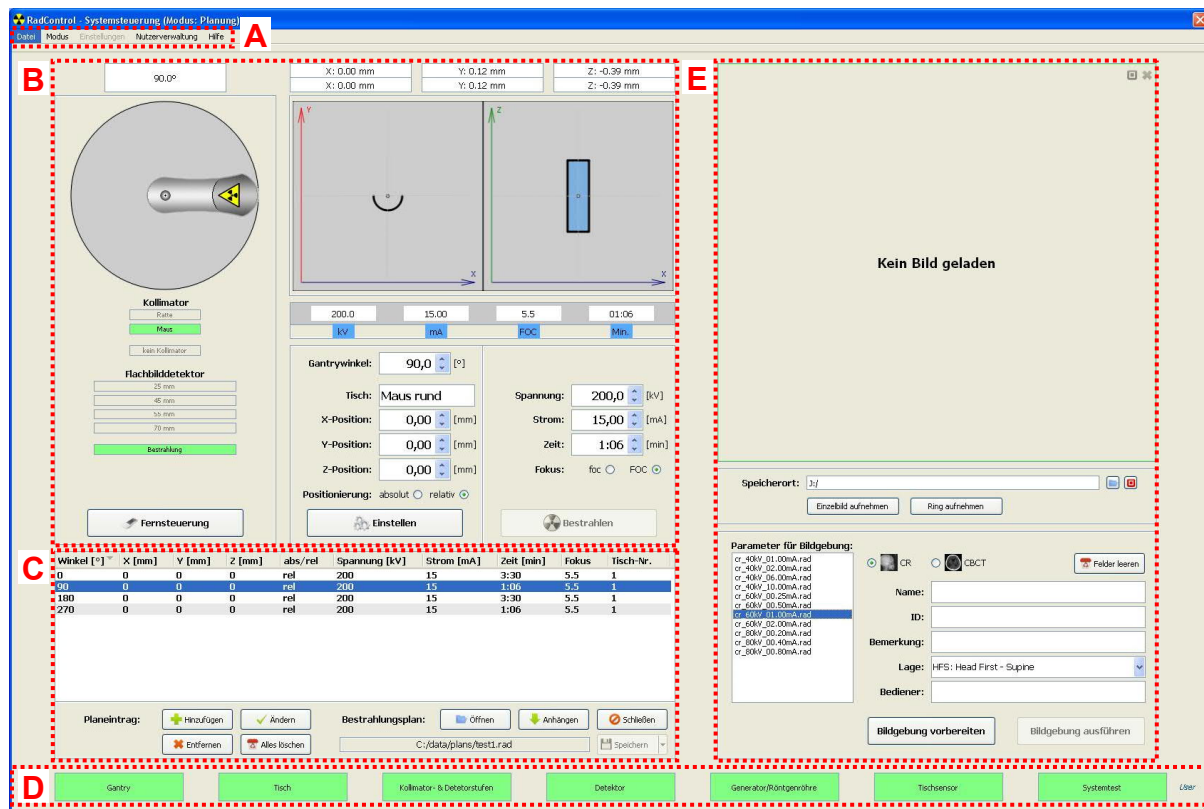 RadControl - Systemsteuerung (Modus: Planung)
Datei Modus Einstellungen Nutzerverwaltung Hilfe
A
B
90.0º
X: 0.00 mm Y: 0.12 mm Z: -0.39 mm
X: 0.00 mm Y: 0.12 mm Z: -0.39 mm
Y
X
Z
X
Kollimator
Ratte
Maus
kein Kollimator
Flachbilddetektor
25 mm
45 mm
55 mm
70 mm
Bestrahlung
Fernsteuerung
200.0 15.00 5.5 01:06
kV mA FOC Min.
Gantrywinkel: 90,0 [º]
Tisch: Maus rund
X-Position: 0,00 [mm]
Y-Position: 0,00 [mm]
Z-Position: 0,00 [mm]
Positionierung: absolut relativ
Einstellen
Spannung: 200,0 [kV]
Strom: 15,00 [mA]
Zeit: 1:06 [min]
Fokus: foc FOC
Bestrahlen
C
Winkel [º] X [mm] Y [mm] Z [mm] abs/rel Spannung [kV] Strom [mA] Zeit [min] Fokus Tisch-Nr.
0 0 0 0 rel 200 15 3:30 5.5 1
90 0 0 0 rel 200 15 1:06 5.5 1
180 0 0 0 rel 200 15 3:30 5.5 1
270 0 0 0 rel 200 15 1:06 5.5 1
Planeintrag: Hinzufügen Ändern Bestrahlungsplan: Öffnen Anhängen Schließen
Entfernen Alles löschen C:/data/plans/test1.rad Speichern
E
Kein Bild geladen
Speicherort: J:/
Einzelbild aufnehmen Ring aufnehmen
Parameter für Bildgebung:
cr_40kV_01.00mA.rad
cr_40kV_02.00mA.rad
cr_40kV_06.00mA.rad
cr_40kV_10.00mA.rad
cr_60kV_00.25mA.rad
cr_60kV_00.50mA.rad
cr_60kV_01.00mA.rad
cr_60kV_02.00mA.rad
cr_80kV_00.20mA.rad
cr_80kV_00.40mA.rad
cr_80kV_00.80mA.rad
CR CBCT Felder leeren
Name:
ID:
Bemerkung:
Lage: HFS: Head First - Supine
Bediener:
Bildgebung vorbereiten Bildgebung ausführen
D
Gantry Tisch Kollimator- & Detetorstufen Detektor Generator/Röntgenröhre Tischsensor Systemtest User